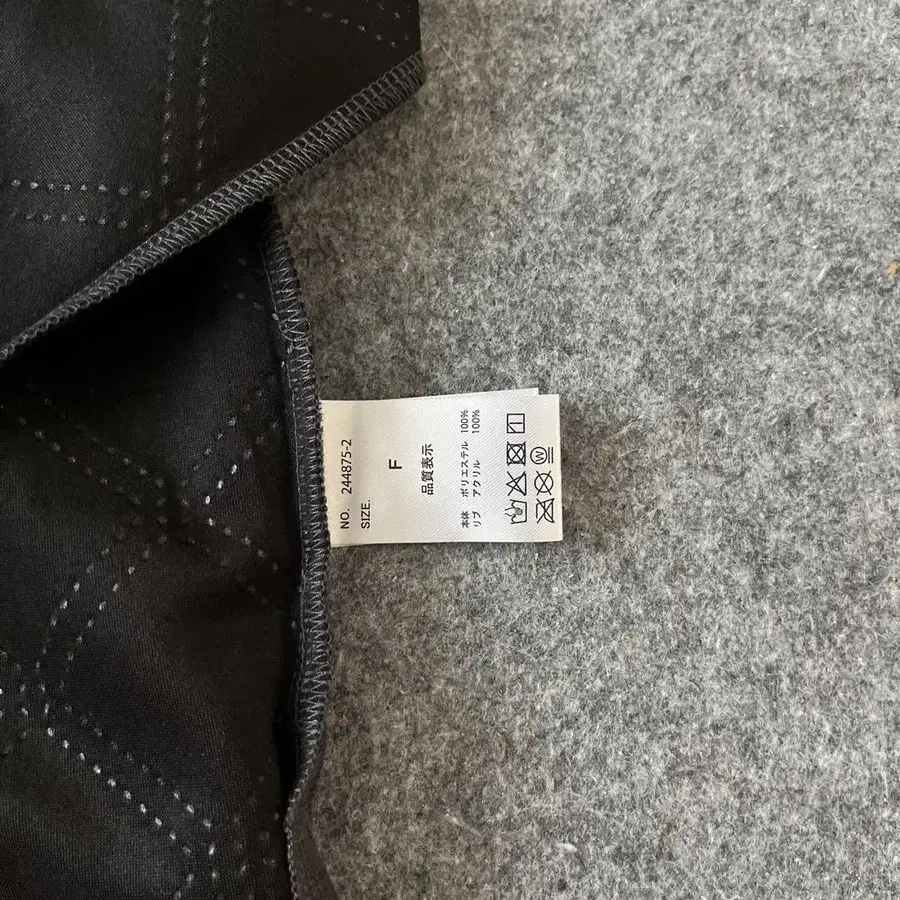 NO. 244875-2
SIZE.
F
品質表示
本体 ポリエステル 100%
リブ アクリル 100%
W